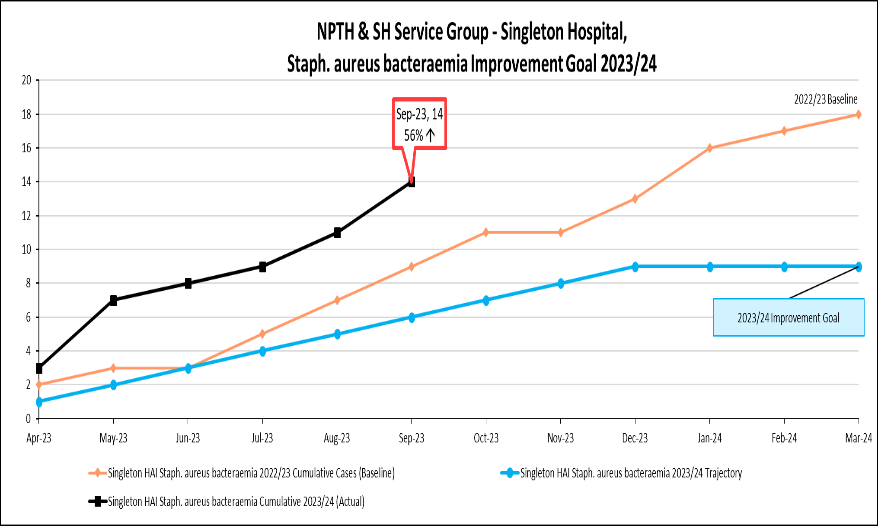 NPTH & SH Service Group - Singleton Hospital,
Staph. aureus bacteraemia Improvement Goal 2023/24
20
18
16
14
12
10
8
6
4
2
0
2022/23 Baseline
Sep-23, 14
56% ↑
2023/24 Improvement Goal
Apr-23 May-23 Jun-23 Jul-23 Aug-23 Sep-23 Oct-23 Nov-23 Dec-23 Jan-24 Feb-24 Mar-24
Singleton HAI Staph. aureus bacteraemia 2022/23 Cumulative Cases (Baseline) Singleton HAI Staph. aureus bacteraemia 2023/24 Trajectory
Singleton HAI Staph. aureus bacteraemia Cumulative 2023/24 (Actual)